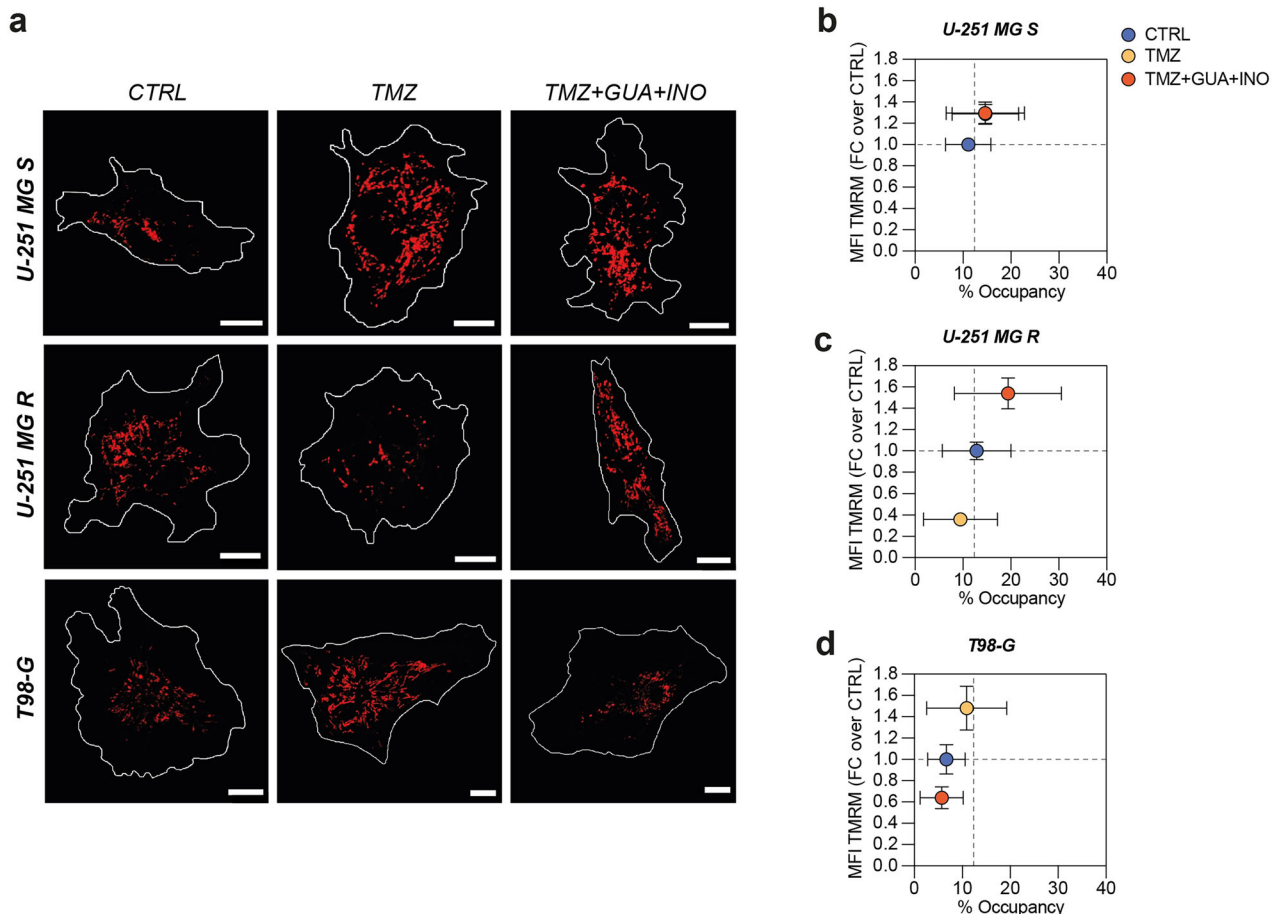 a
CTRL
TMZ
TMZ+GUA+INO
U-251 MG S
U-251 MG R
T98-G
b
U-251 MG S
CTRL
TMZ
TMZ+GUA+INO
MFI TMRM (FC over CTRL)
1.8
1.6
1.4
1.2
1.0
0.8
0.6
0.4
0.2
0.0
0 10 20 30 40
% Occupancy
c
U-251 MG R
MFI TMRM (FC over CTRL)
1.8
1.6
1.4
1.2
1.0
0.8
0.6
0.4
0.2
0.0
0 10 20 30 40
% Occupancy
d
T98-G
MFI TMRM (FC over CTRL)
1.8
1.6
1.4
1.2
1.0
0.8
0.6
0.4
0.2
0.0
0 10 20 30 40
% Occupancy